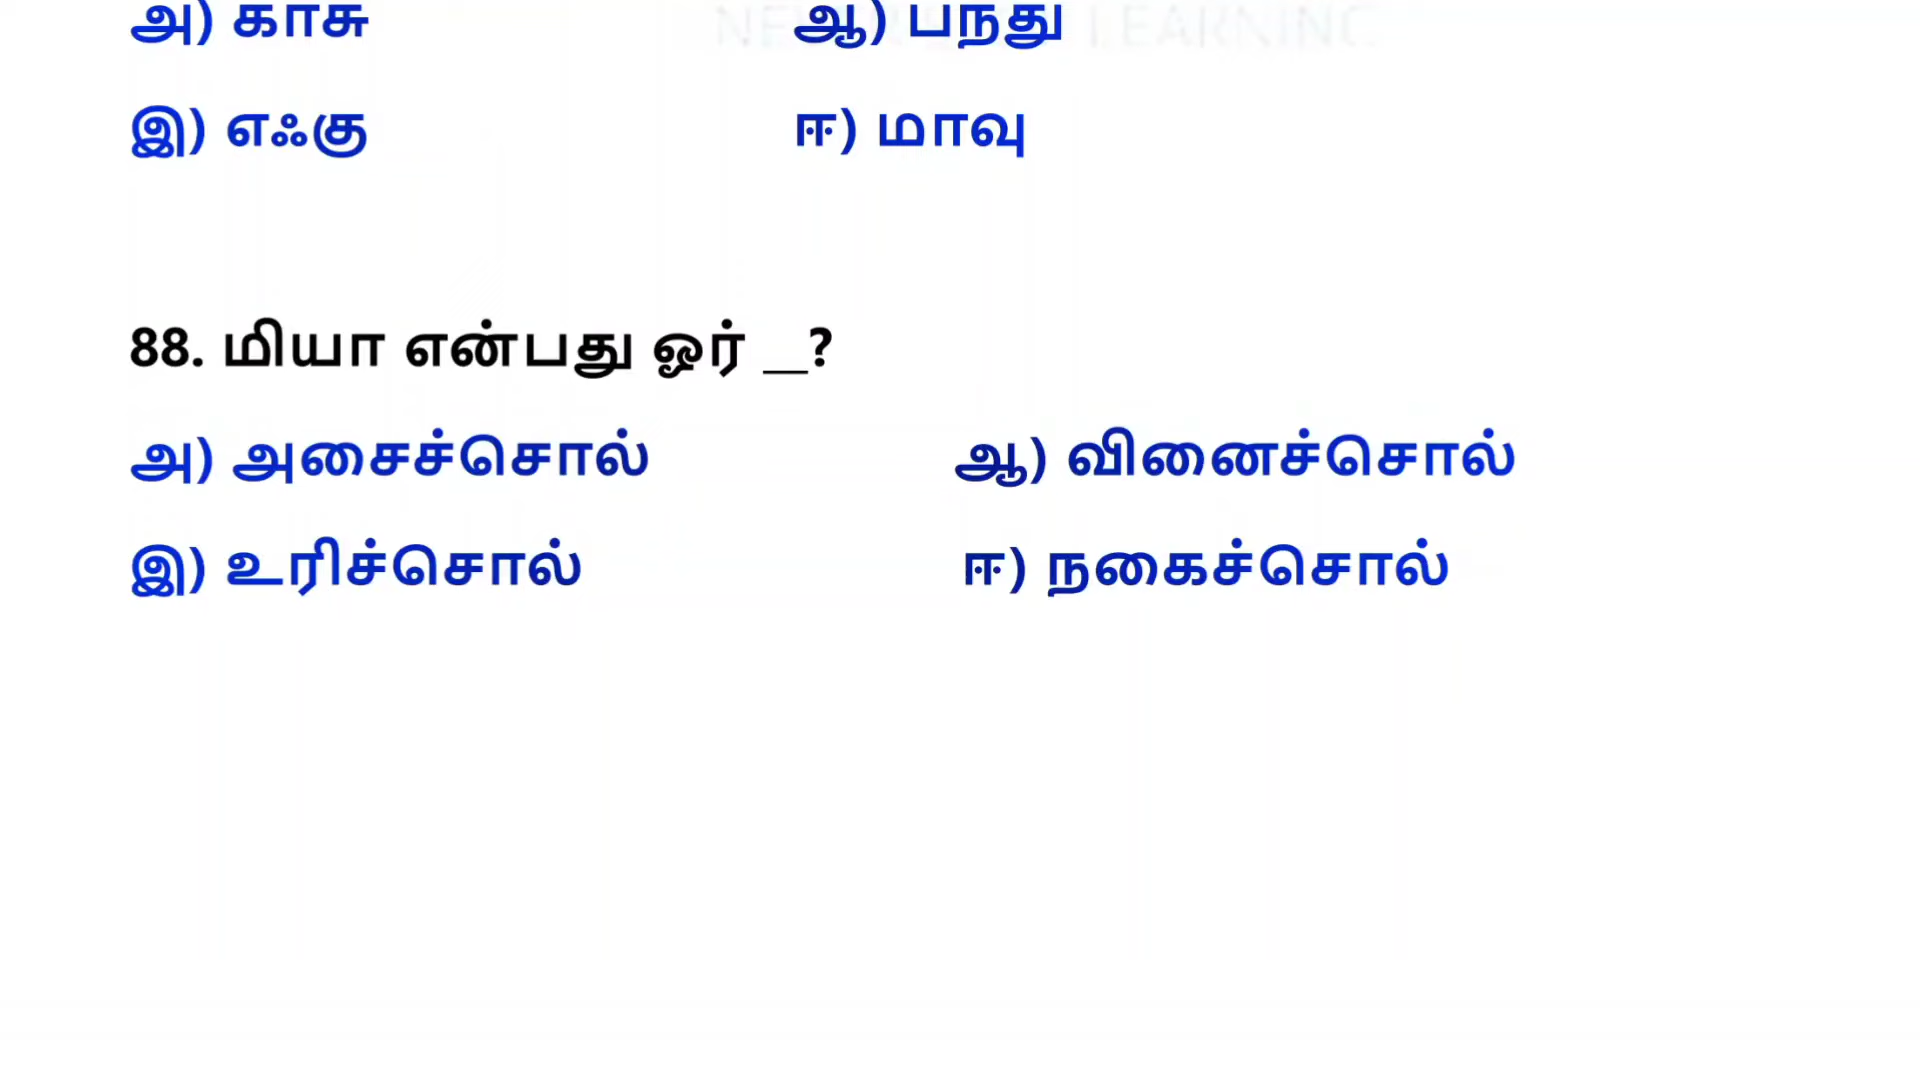 அ) காசு ஆ) பந்து
இ) எஃகு ஈ) மாவு
88. மியா என்பது ஓர் __?
அ) அசைச்சொல் ஆ) வினைச்சொல்
இ) உரிச்சொல் ஈ) நகைச்சொல்